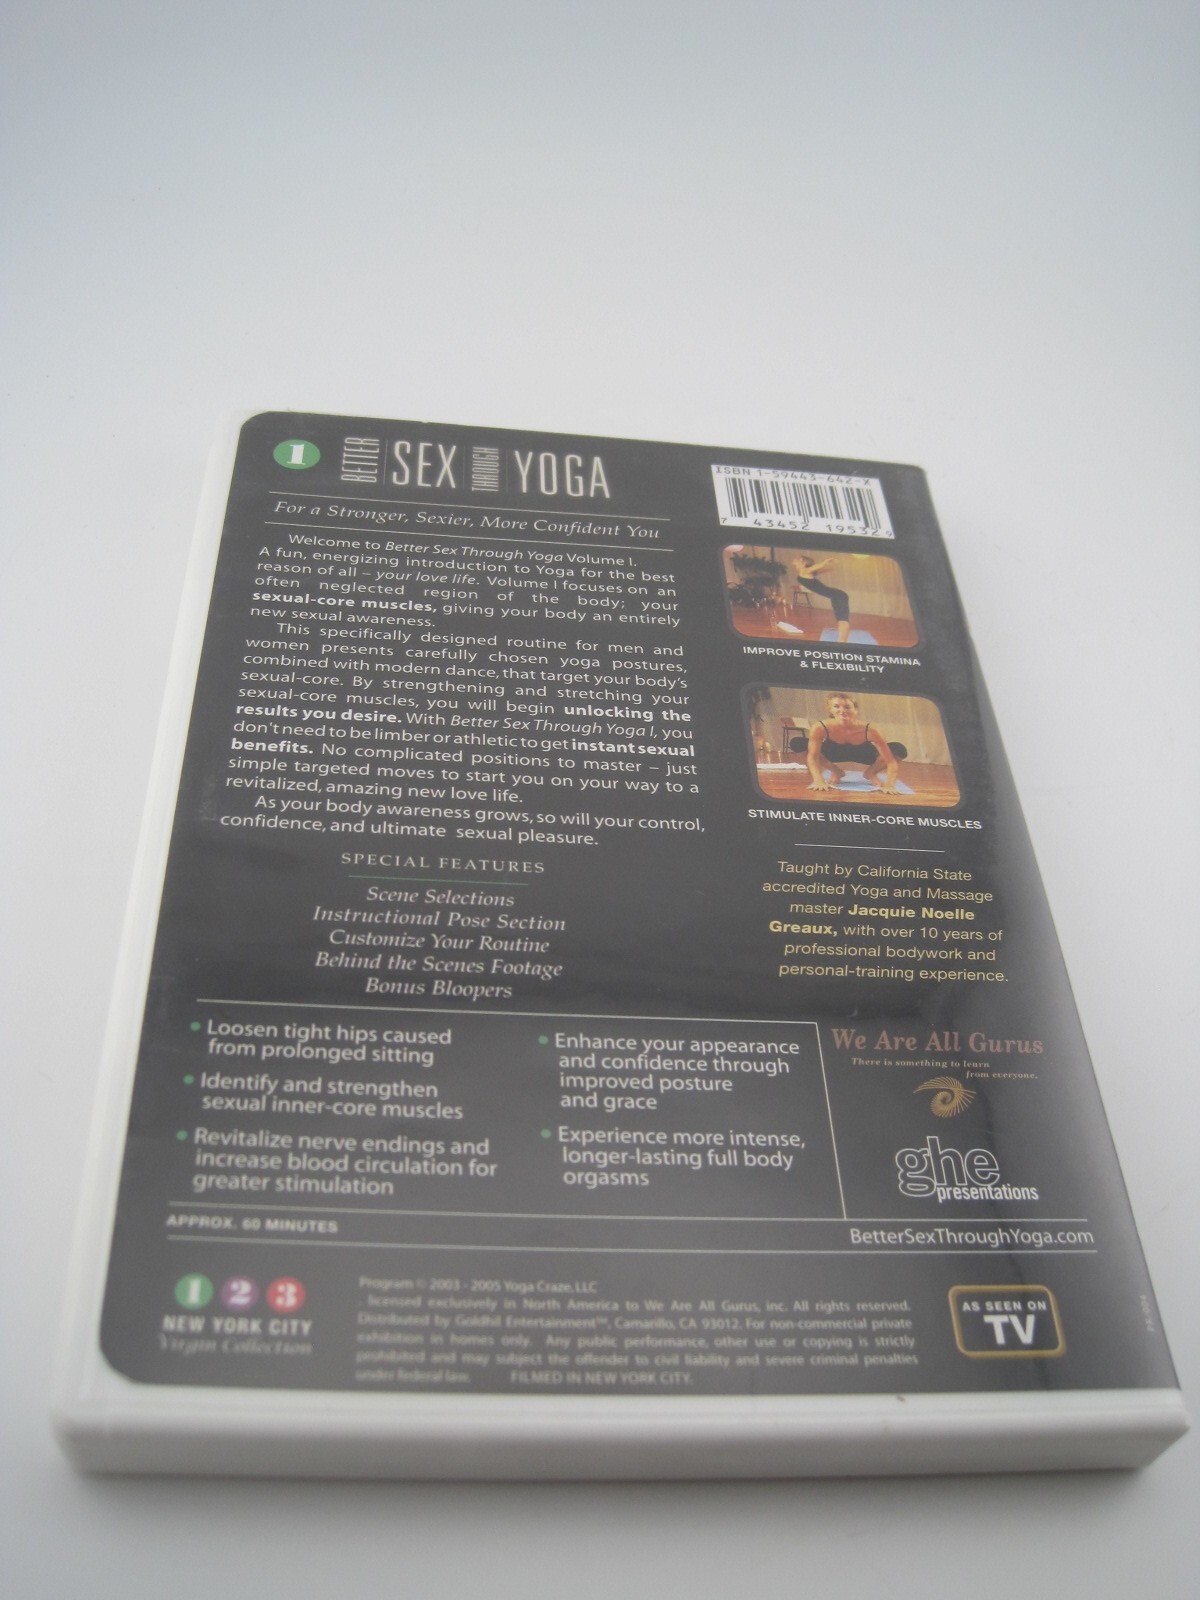 1
BETTER SEX THROUGH YOGA
For a Stronger, Sexier, More Confident You
Welcome to Better Sex Through Yoga Volume I.
A fun, energizing introduction to Yoga for the best
reason of all – your love life. Volume I focuses on an
often neglected region of the body; your
sexual-core muscles, giving your body an entirely
new sexual awareness.
This specifically designed routine for men and
women presents carefully chosen yoga postures,
combined with modern dance, that target your body's
sexual-core. By strengthening and stretching your
sexual-core muscles, you will begin unlocking the
results you desire. With Better Sex Through Yoga I, you
don't need to be limber or athletic to get instant sexual
benefits. No complicated positions to master – just
simple targeted moves to start you on your way to a
revitalized, amazing new love life.
As your body awareness grows, so will your control,
confidence, and ultimate sexual pleasure.
SPECIAL FEATURES
Scene Selections
Instructional Pose Section
Customize Your Routine
Behind the Scenes Footage
Bonus Bloopers
ISBN 1-59443-642-X
7 43452 19532 9
IMPROVE POSITION STAMINA
& FLEXIBILITY
STIMULATE INNER-CORE MUSCLES
Taught by California State
accredited Yoga and Massage
master Jacquie Noelle
Greaux, with over 10 years of
professional bodywork and
personal-training experience.
• Loosen tight hips caused
from prolonged sitting
• Identify and strengthen
sexual inner-core muscles
• Revitalize nerve endings and
increase blood circulation for
greater stimulation
• Enhance your appearance
and confidence through
improved posture
and grace
• Experience more intense,
longer-lasting full body
orgasms
We Are All Gurus
There is something to learn
from everyone.
ghe
presentations
APPROX. 60 MINUTES
BetterSexThroughYoga.com
1 2 3
NEW YORK CITY
Virgin Collection
Program © 2003 - 2005 Yoga Craze, LLC
. licensed exclusively in North America to We Are All Gurus, inc. All rights reserved.
Distributed by Goldhil Entertainment™, Camarillo, CA 93012. For non-commercial private
exhibition in homes only. Any public performance, other use or copying is strictly
prohibited and may subject the offender to civil liability and severe criminal penalties
under federal law. FILMED IN NEW YORK CITY.
AS SEEN ON
TV